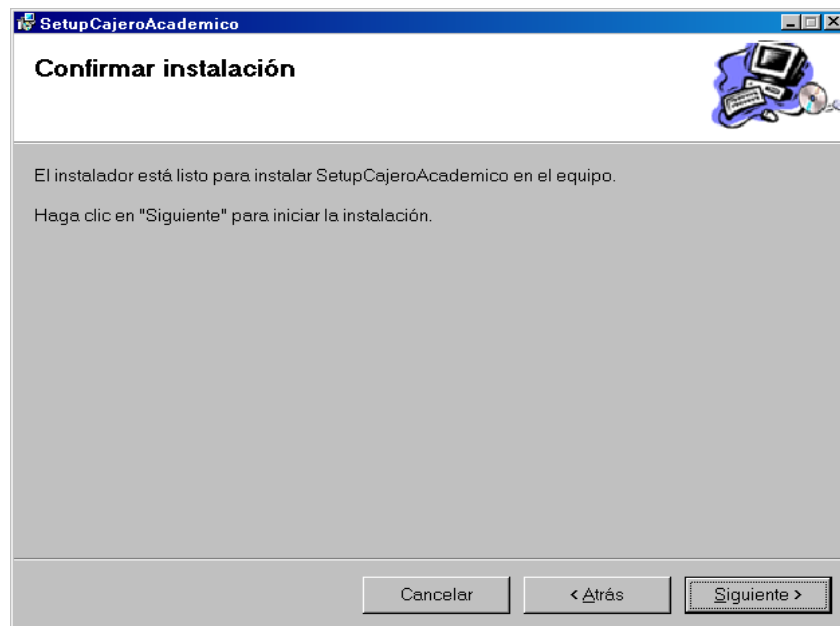 SetupCajeroAcademico
Confirmar instalación
El instalador está listo para instalar SetupCajeroAcademico en el equipo.
Haga clic en "Siguiente" para iniciar la instalación.
Cancelar
< Atrás
Siguiente >